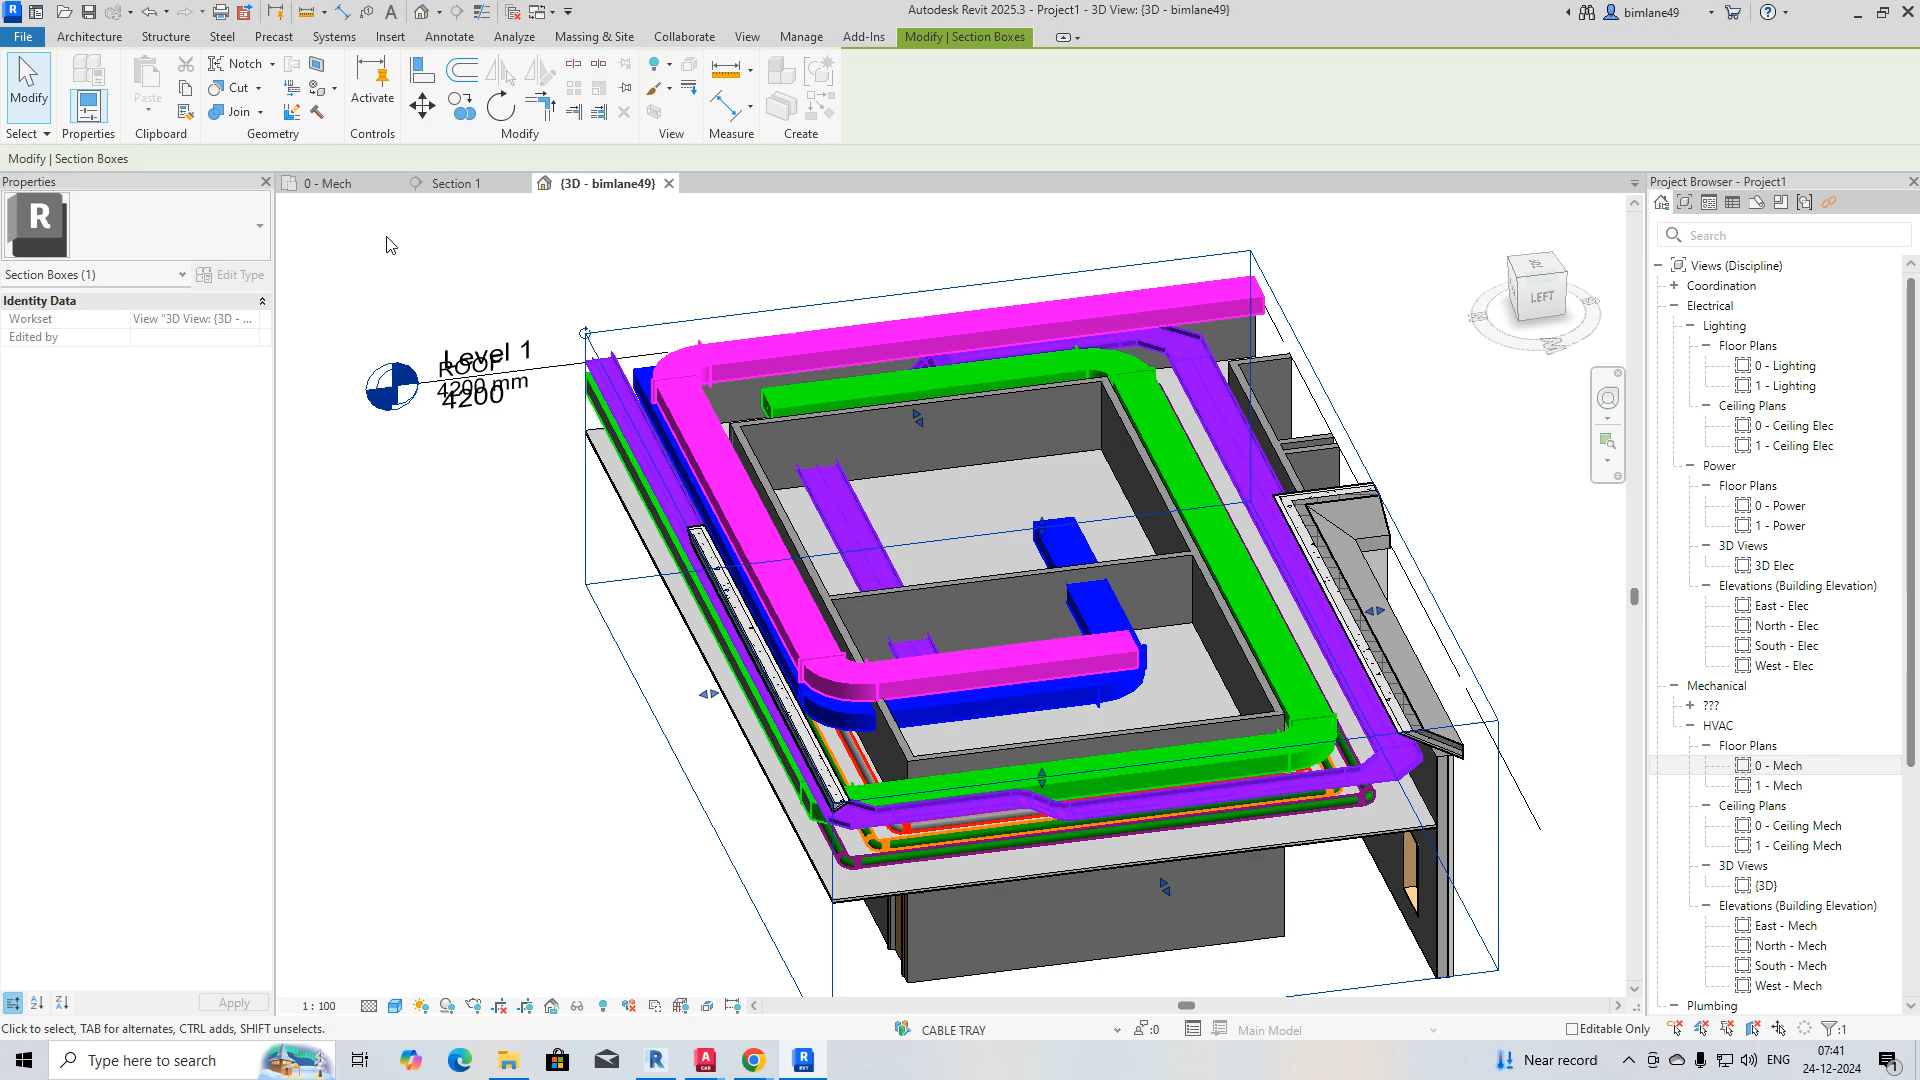 Autodesk Revit 2025.3 - Project1 - 3D View: {3D - bimlane49}
bimlane49
File Architecture Structure Steel Precast Systems Insert Annotate Analyze Massing & Site Collaborate View Manage Add-Ins Modify | Section Boxes
Modify
Paste
Notch
Cut
Join
Activate
Select Properties Clipboard Geometry Controls Modify View Measure Create
Modify | Section Boxes
Properties
0 - Mech
Section 1
{3D - bimlane49}
Project Browser - Project1
R
Section Boxes (1)
Edit Type
Identity Data
Workset View "3D View: {3D - ...
Edited by
Apply
Level 1
ROOF
4200 mm
4200
LEFT
Search
Views (Discipline)
Coordination
Electrical
Lighting
Floor Plans
0 - Lighting
1 - Lighting
Ceiling Plans
0 - Ceiling Elec
1 - Ceiling Elec
Power
Floor Plans
0 - Power
1 - Power
3D Views
3D Elec
Elevations (Building Elevation)
East - Elec
North - Elec
South - Elec
West - Elec
Mechanical
???
HVAC
Floor Plans
0 - Mech
1 - Mech
Ceiling Plans
0 - Ceiling Mech
1 - Ceiling Mech
3D Views
{3D}
Elevations (Building Elevation)
East - Mech
North - Mech
South - Mech
West - Mech
Plumbing
1 : 100
Click to select, TAB for alternates, CTRL adds, SHIFT unselects.
CABLE TRAY
:0
Main Model
Editable Only
:1
Type here to search
Near record
ENG
07:41
24-12-2024